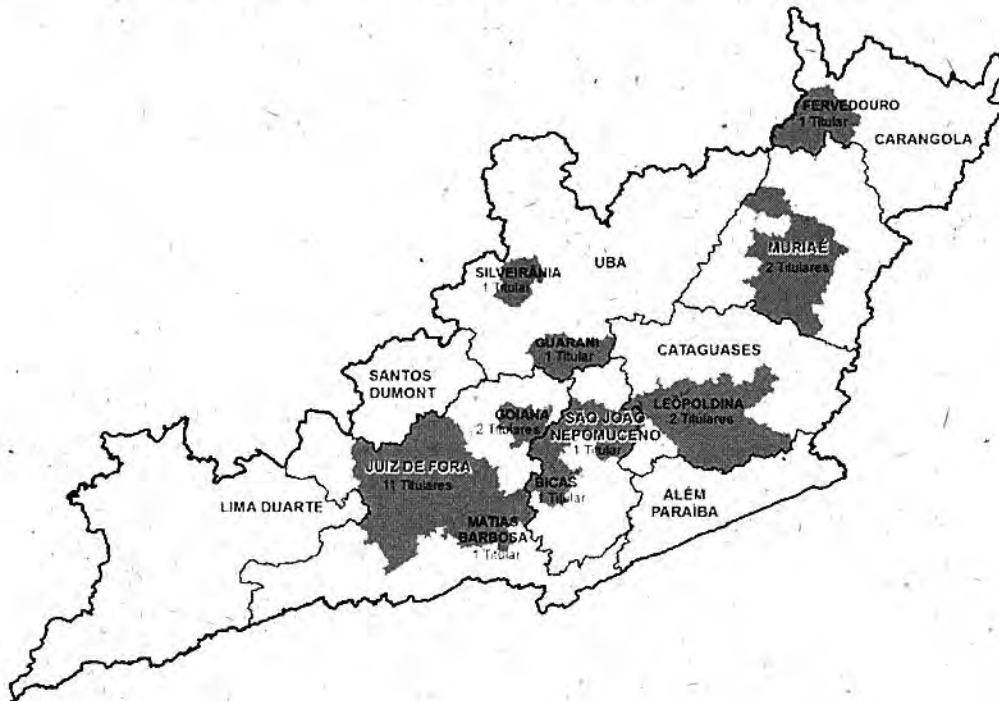 FERVEDOURO
1 Titular
CARANGOLA
MURIAÉ
2 Titulares
UBA
SILVEIRÂNIA
1 Titular
GUARANI
1 Titular
CATAGUASES
SANTOS
DUMONT
LEOPOLDINA
2 Titulares
GOIANA
2 Titulares
SÃO JOÃO
NEPOMUCENO
1 Titular
JUIZ DE FORA
11 Titulares
BICAS
1 Titular
LIMA DUARTE
ALÉM
PARAÍBA
MATIAS
BARBOSA
1 Titular